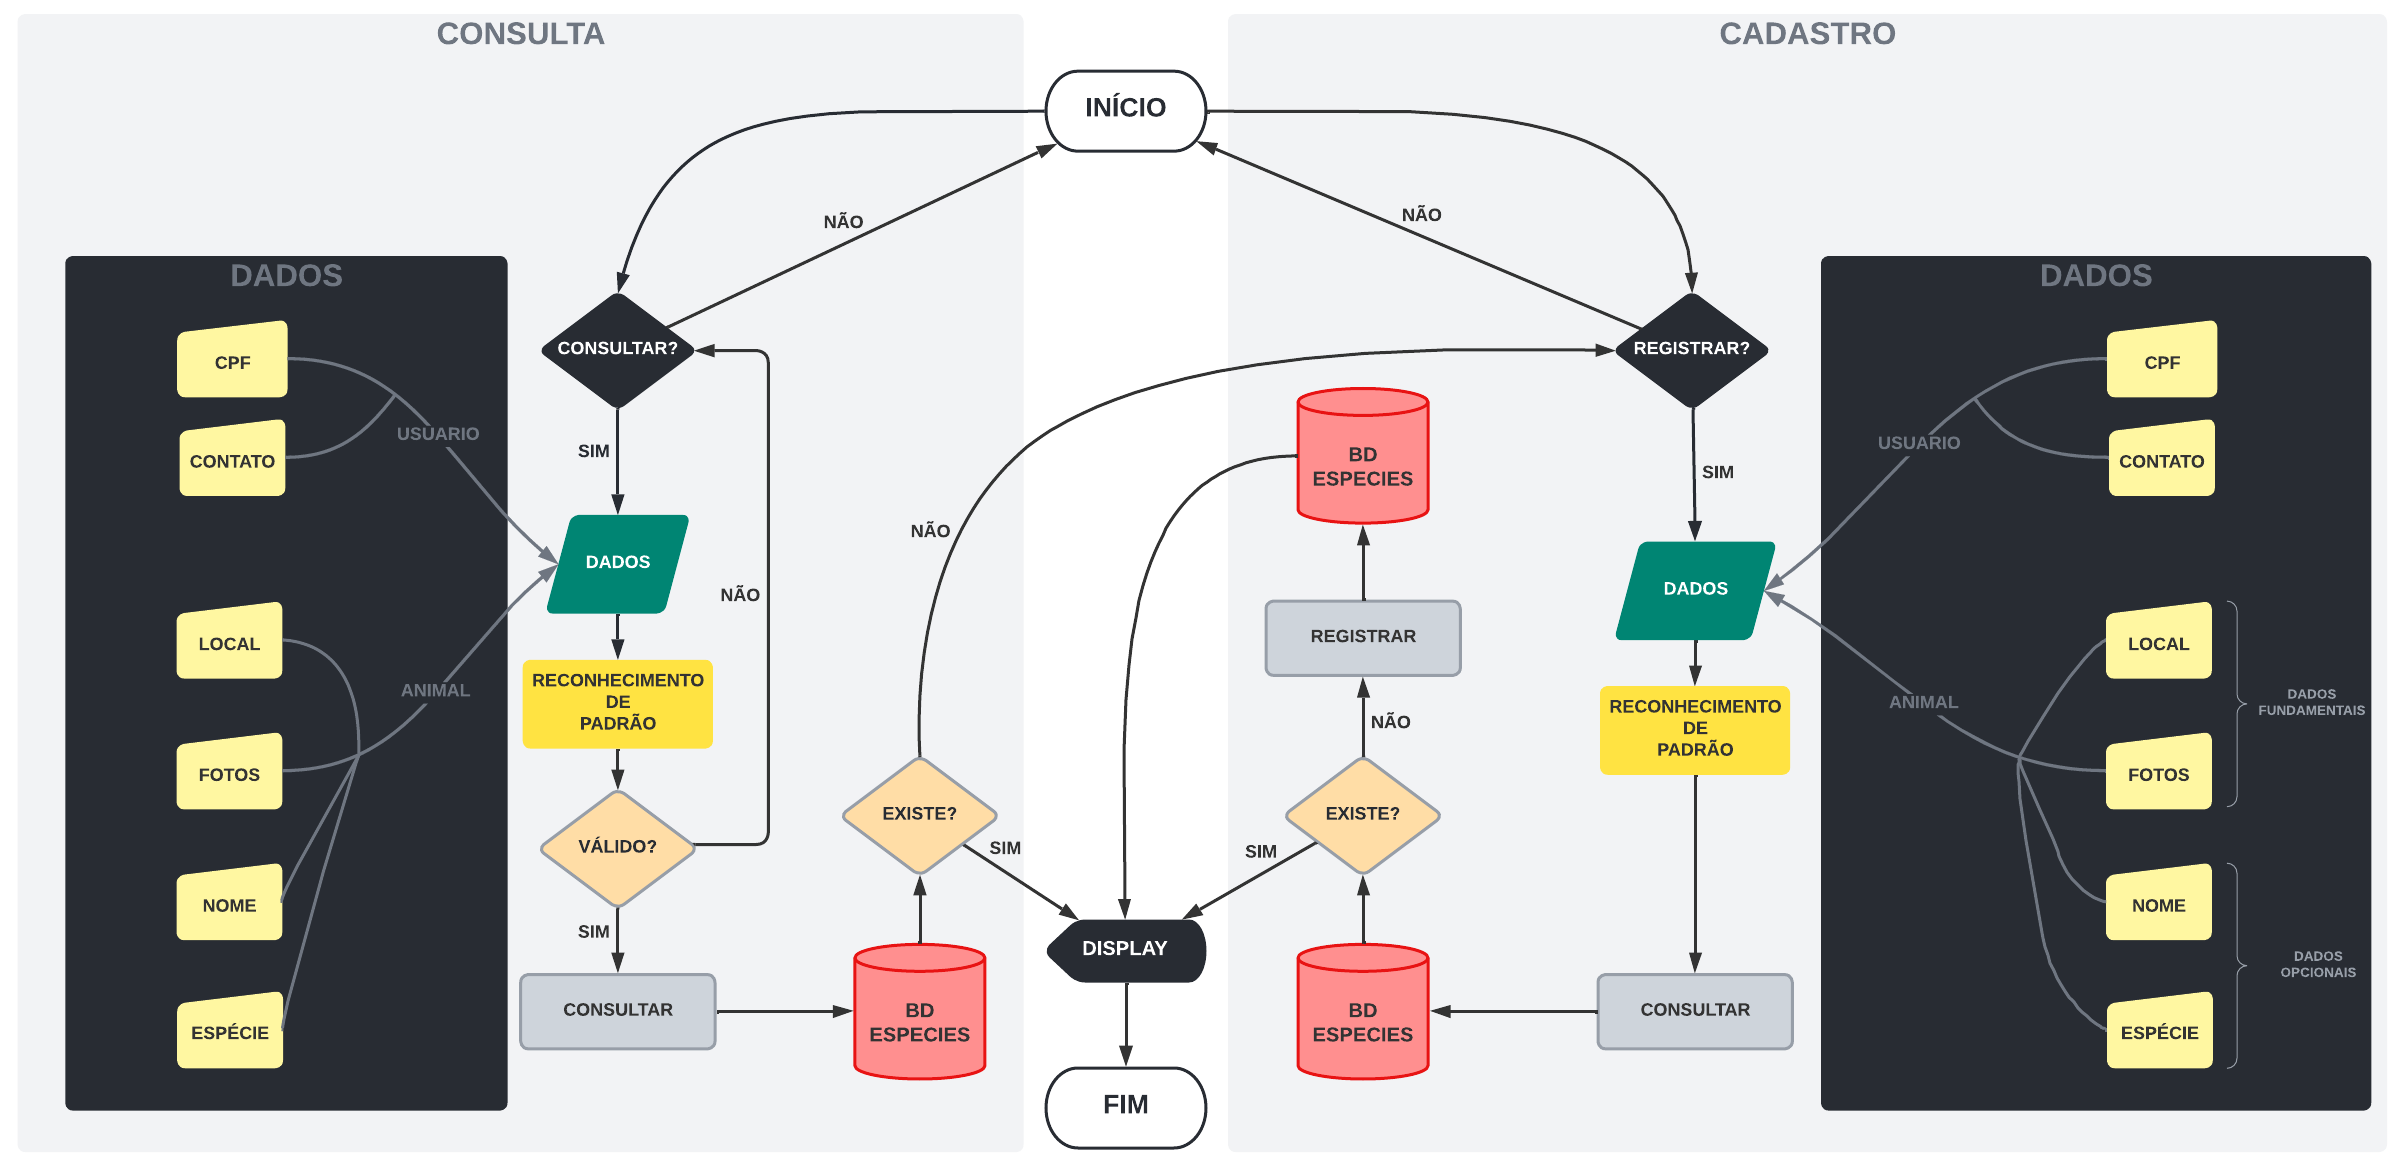 CONSULTA
CADASTRO
INÍCIO
NÃO
NÃO
DADOS
CPF
CONTATO
USUARIO
LOCAL
ANIMAL
FOTOS
NOME
ESPÉCIE
CONSULTAR?
SIM
DADOS
RECONHECIMENTO
DE
PADRÃO
NÃO
VÁLIDO?
SIM
CONSULTAR
BD
ESPECIES
EXISTE?
NÃO
SIM
DISPLAY
FIM
BD
ESPECIES
REGISTRAR
NÃO
EXISTE?
SIM
BD
ESPECIES
REGISTRAR?
SIM
DADOS
RECONHECIMENTO
DE
PADRÃO
CONSULTAR
DADOS
CPF
USUARIO
CONTATO
LOCAL
ANIMAL
FOTOS
DADOS
FUNDAMENTAIS
NOME
ESPÉCIE
DADOS
OPCIONAIS